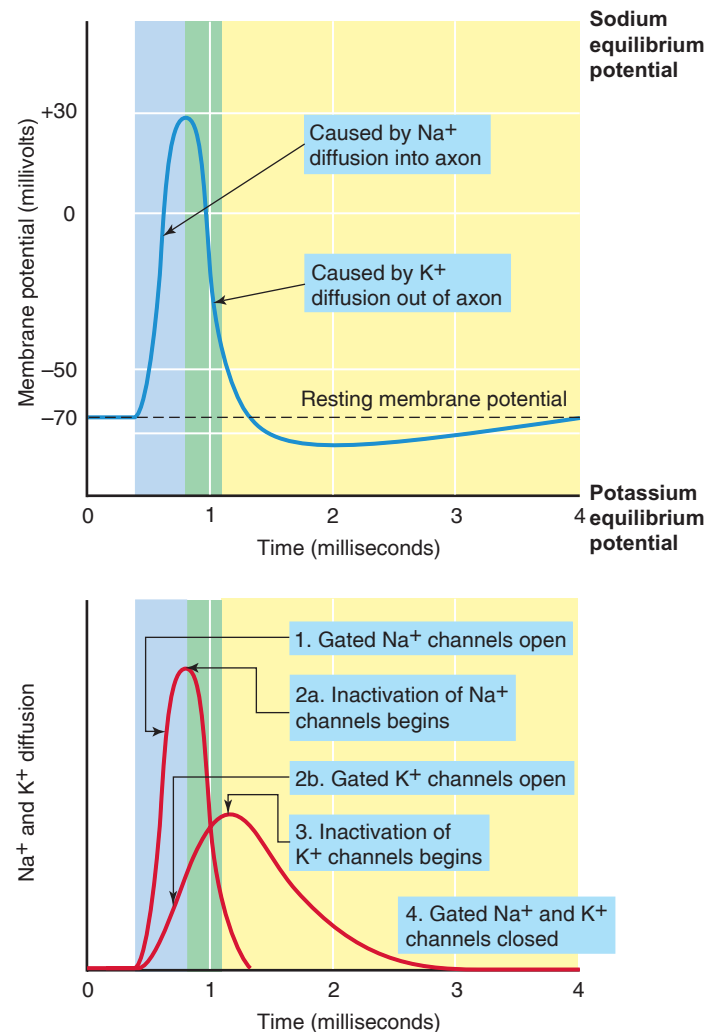 Sodium
equilibrium
potential
Membrane potential (millivolts)
+30
0
–50
–70
Caused by Na+
diffusion into axon
Caused by K+
diffusion out of axon
Resting membrane potential
0
1
2
3
4
Time (milliseconds)
Potassium
equilibrium
potential
Na+ and K+ diffusion
1. Gated Na+ channels open
2a. Inactivation of Na+
channels begins
2b. Gated K+ channels open
3. Inactivation of
K+ channels begins
4. Gated Na+ and K+
channels closed
0
1
2
3
4
Time (milliseconds)